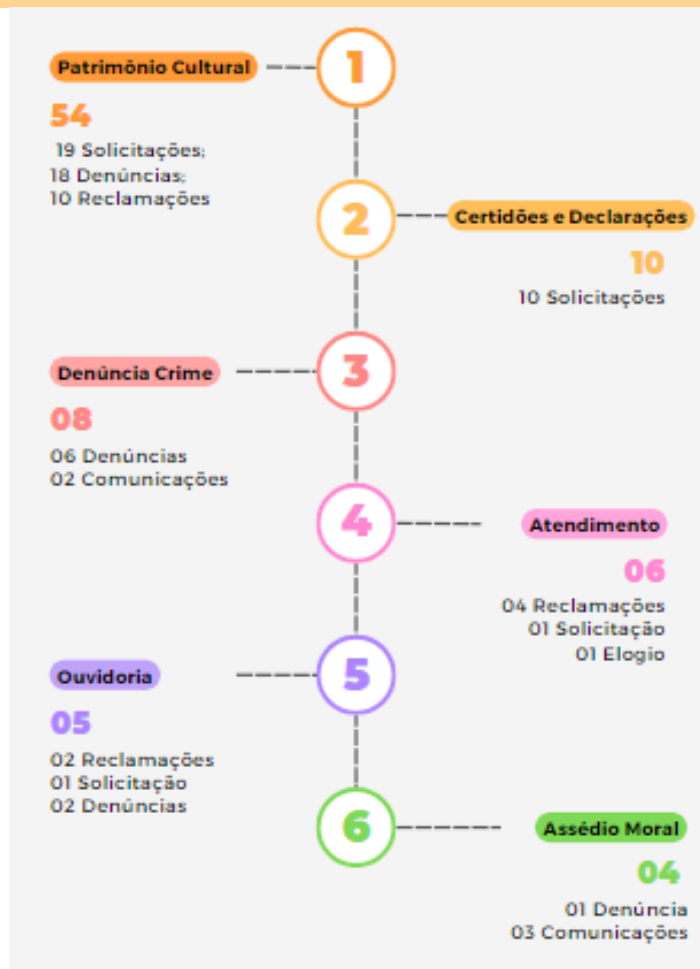 1
Patrimônio Cultural
54
19 Solicitações;
18 Denúncias;
10 Reclamações
2
Certidões e Declarações
10
10 Solicitações
3
Denúncia Crime
08
06 Denúncias
02 Comunicações
4
Atendimento
06
04 Reclamações
01 Solicitação
01 Elogio
5
Ouvidoria
05
02 Reclamações
01 Solicitação
02 Denúncias
6
Assédio Moral
04
01 Denúncia
03 Comunicações